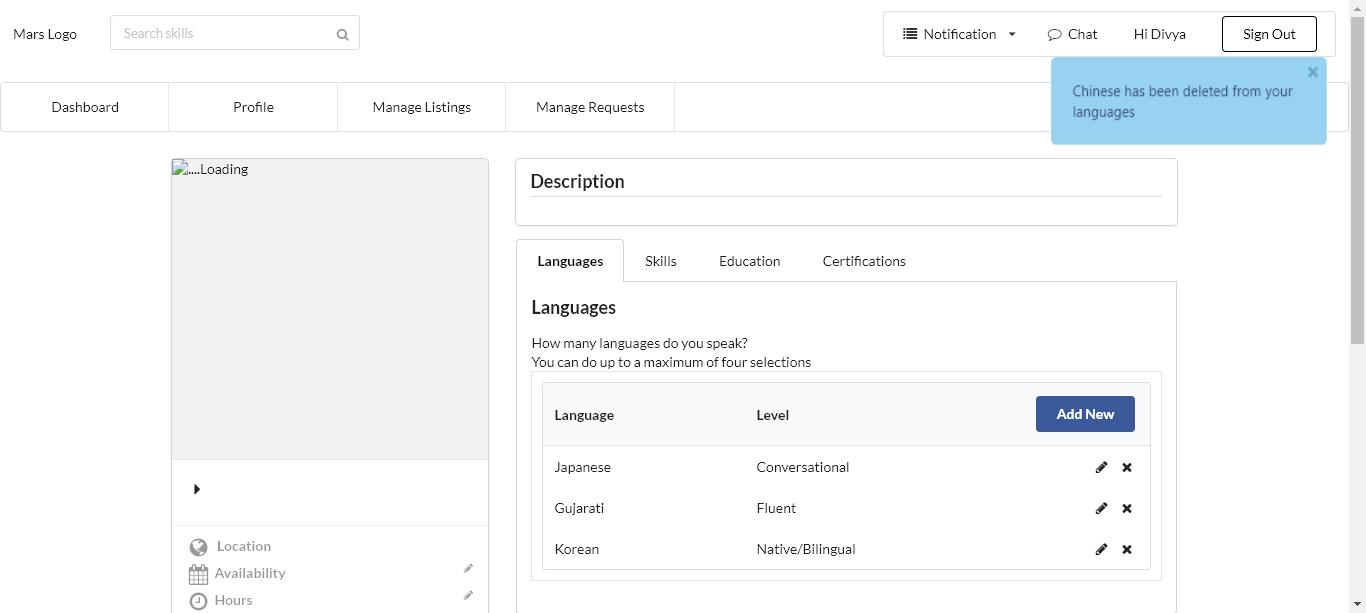 Mars Logo
Search skills
Notification
Chat
Hi Divya
Sign Out
Chinese has been deleted from your
languages
Dashboard
Profile
Manage Listings
Manage Requests
....Loading
Location
Availability
Hours
Description
Languages
Skills
Education
Certifications
Languages
How many languages do you speak?
You can do up to a maximum of four selections
Language
Level
Add New
Japanese
Conversational
Gujarati
Fluent
Korean
Native/Bilingual